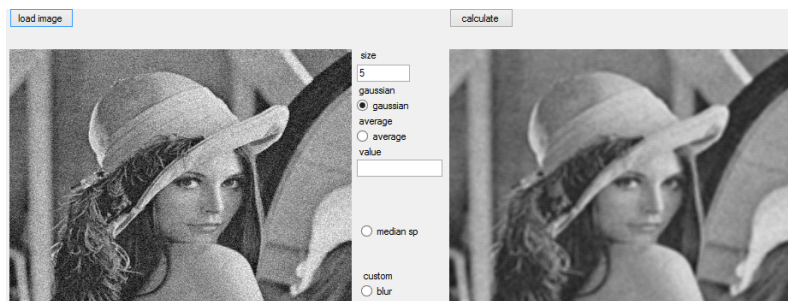 load image
calculate
size
5
gaussian
gaussian
average
average
value
median sp
custom
blur